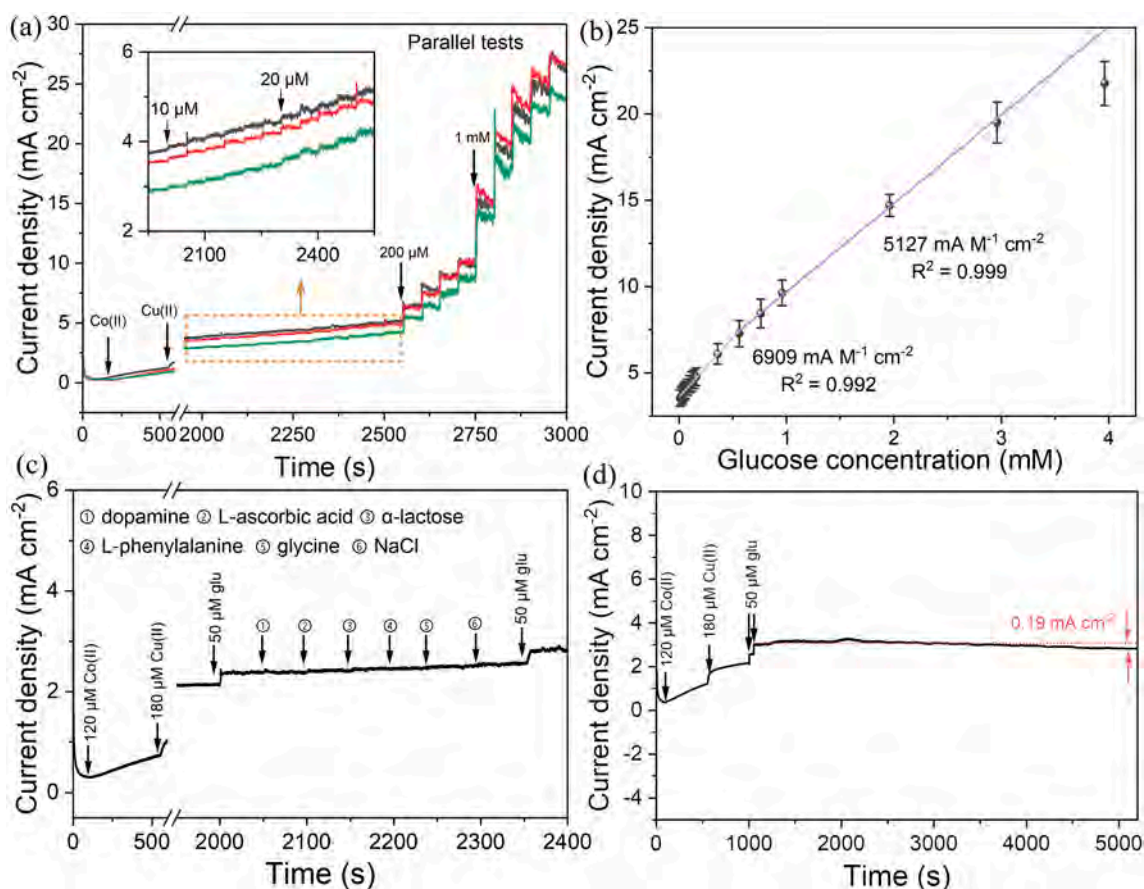 (a)
30
25
20
15
10
5
0
Current density (mA cm⁻²)
Parallel tests
6
4
2
10 µM
20 µM
2100
2400
1 mM
200 µM
Co(II)
Cu(II)
0
500
2000
2250
2500
2750
3000
Time (s)
(b)
25
20
15
10
5
Current density (mA cm⁻²)
5127 mA M⁻¹ cm⁻²
R² = 0.999
6909 mA M⁻¹ cm⁻²
R² = 0.992
0
1
2
3
4
Glucose concentration (mM)
(c)
6
4
2
0
Current density (mA cm⁻²)
① dopamine ② L-ascorbic acid ③ α-lactose
④ L-phenylalanine ⑤ glycine ⑥ NaCl
120 µM Co(II)
180 µM Cu(II)
50 µM glu
①
②
③
④
⑤
⑥
50 µM glu
0
500
2000
2100
2200
2300
2400
Time (s)
(d)
10
8
6
4
2
0
-2
-4
Current density (mA cm⁻²)
120 µM Co(II)
180 µM Cu(II)
50 µM glu
0.19 mA cm⁻²
0
1000
2000
3000
4000
5000
Time (s)